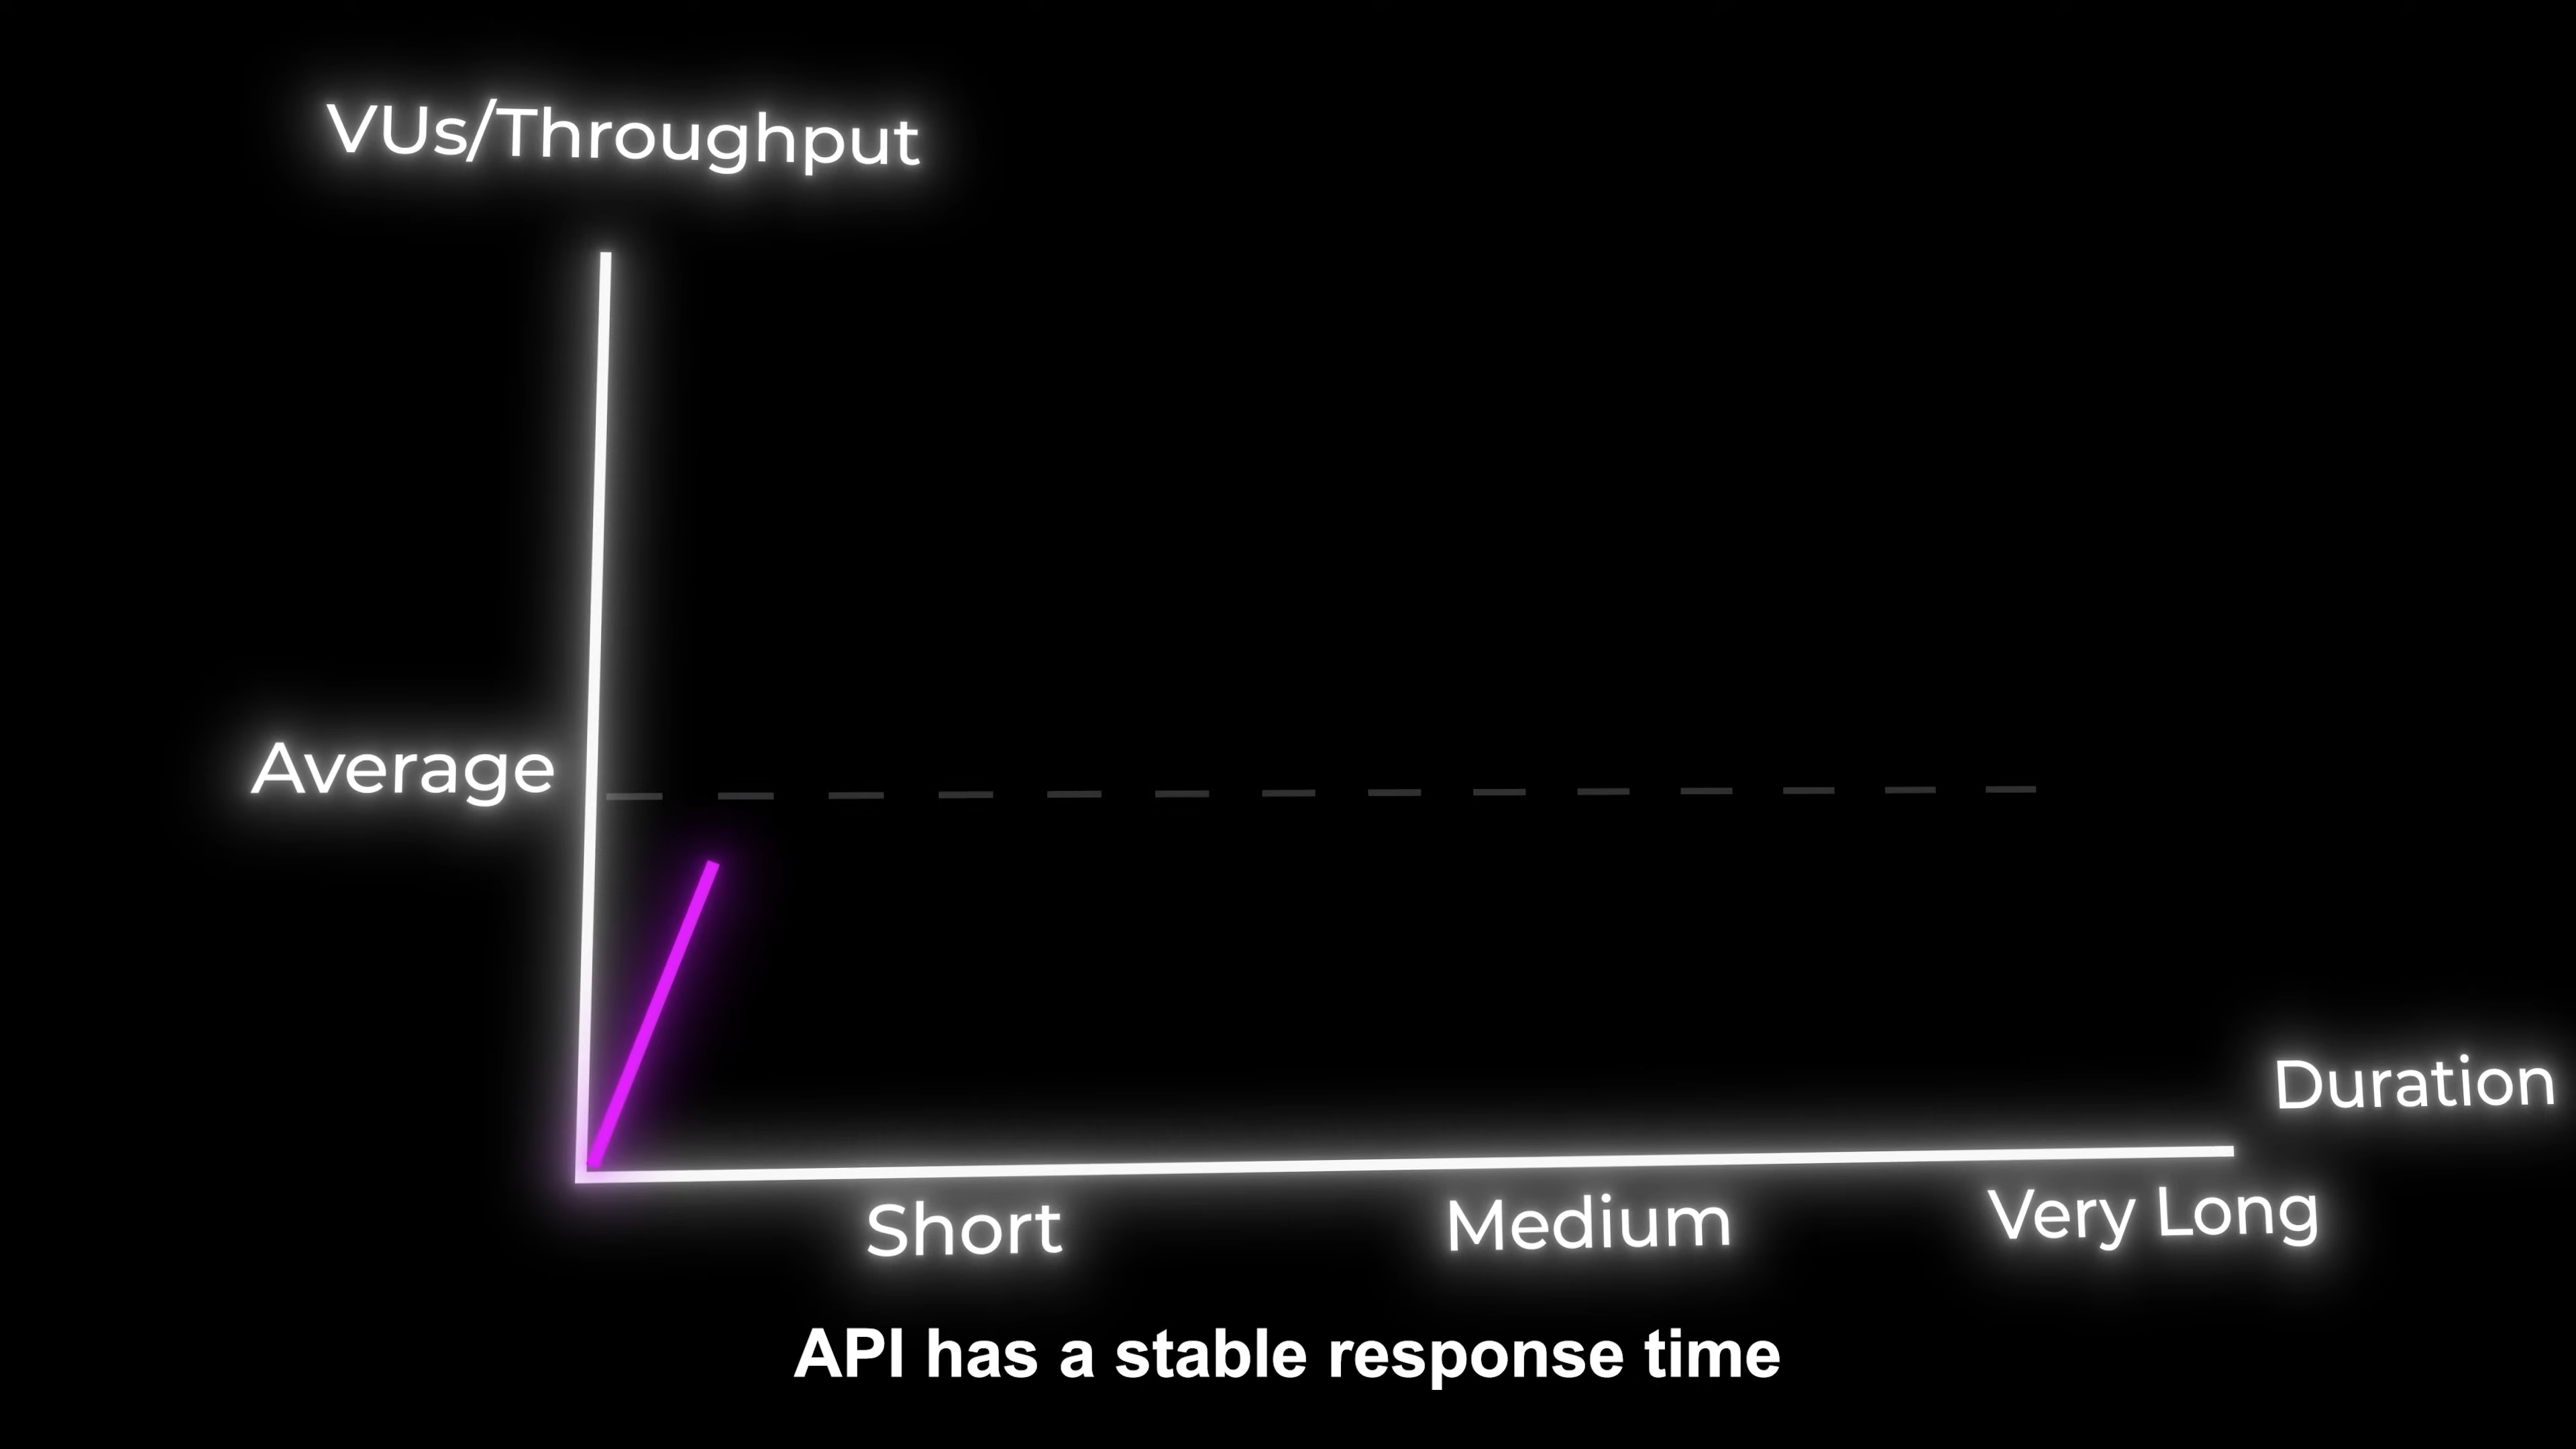 VUs/Throughput
Average
Duration
Short
Medium
Very Long
API has a stable response time